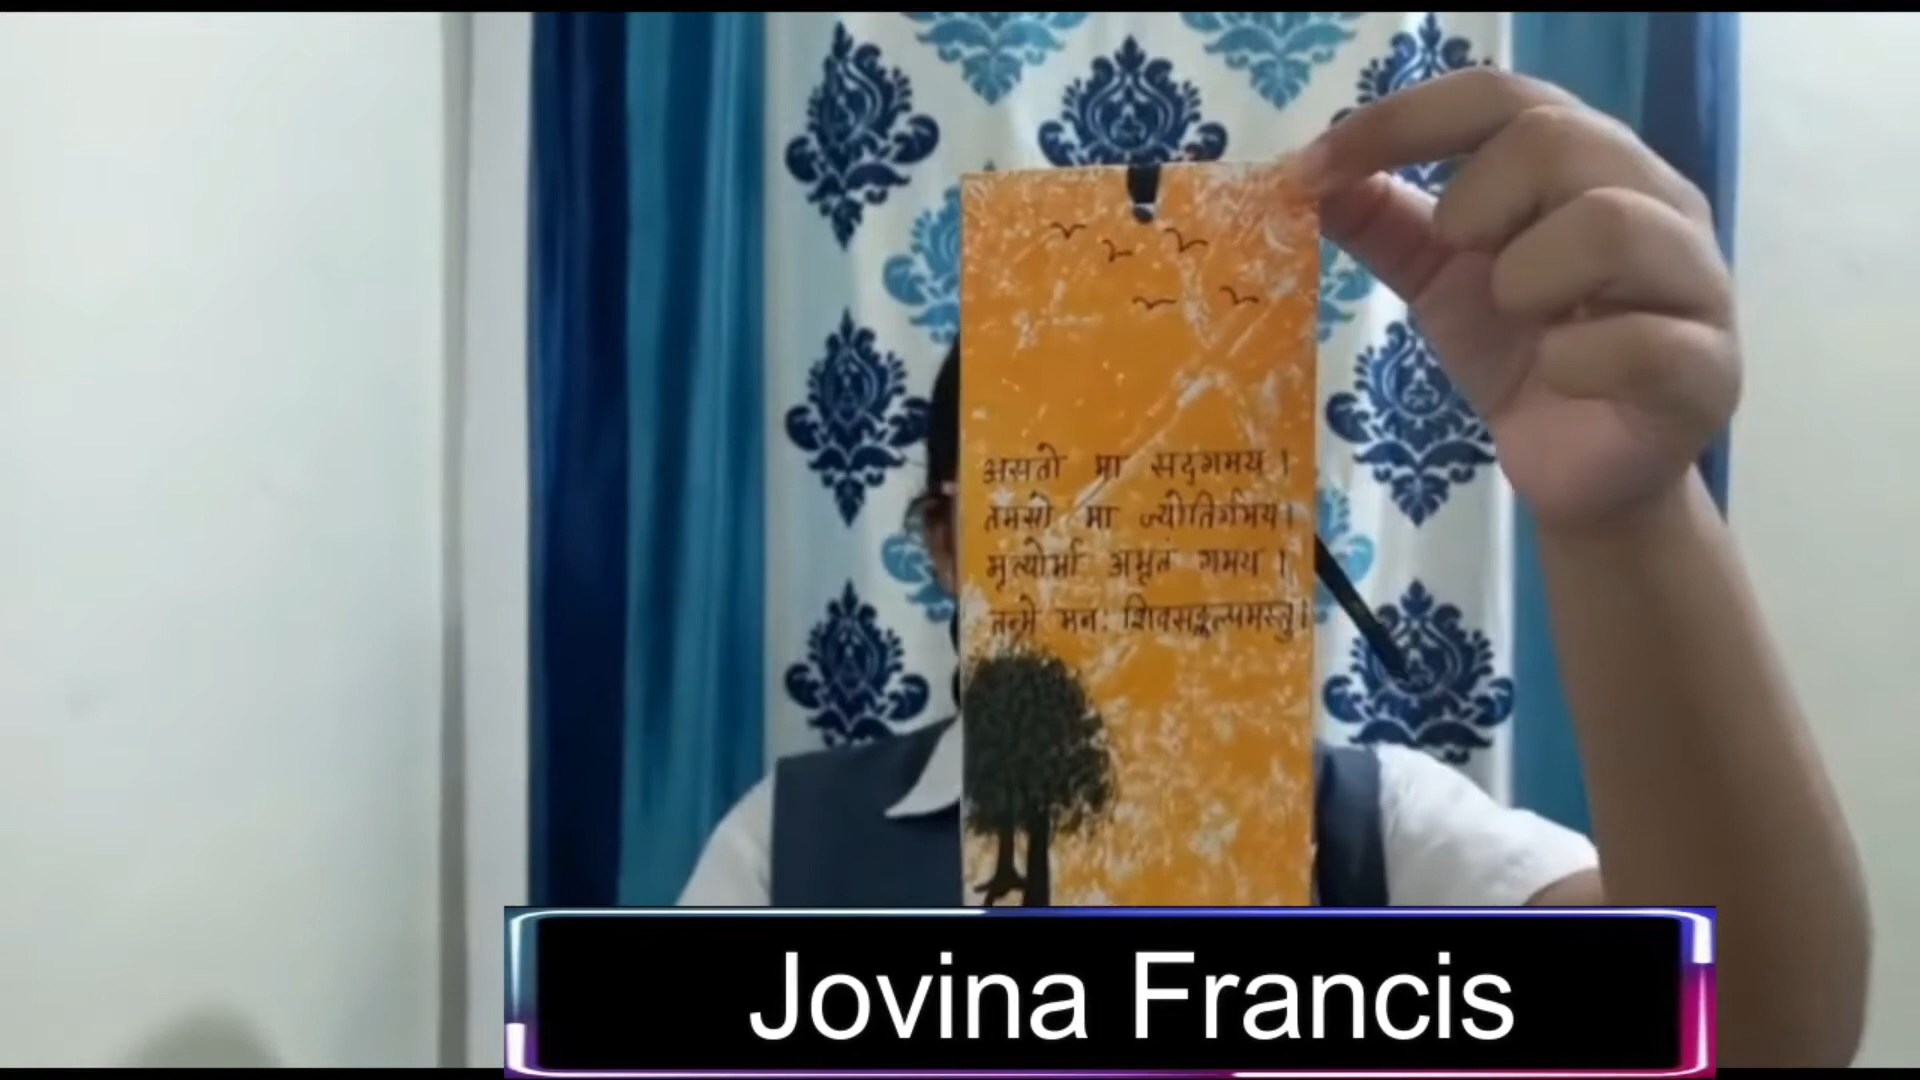 असतो मा सद्गमय।
तमसो मा ज्योतिर्गमय।
मृत्योर्मा अमृतं गमय।
तन्मे मनः शिवसङ्कल्पमस्तु।
Jovina Francis